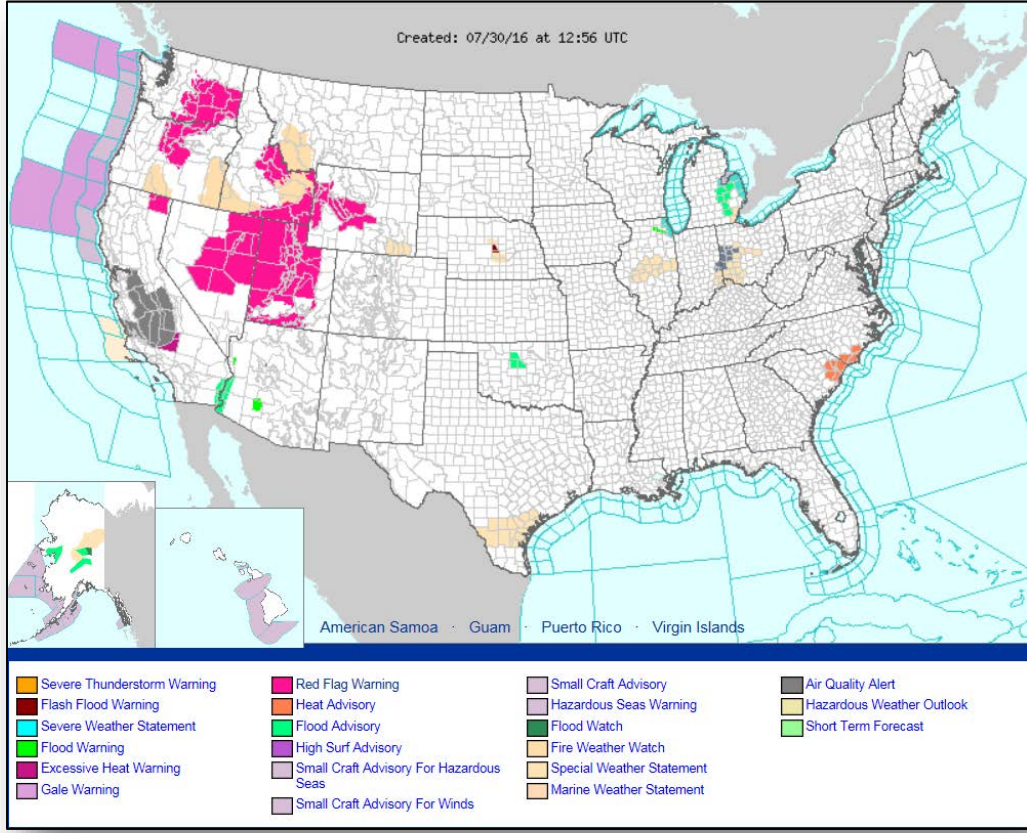 Created: 07/30/16 at 12:56 UTC
American Samoa · Guam · Puerto Rico · Virgin Islands
Severe Thunderstorm Warning
Flash Flood Warning
Severe Weather Statement
Flood Warning
Excessive Heat Warning
Gale Warning
Red Flag Warning
Heat Advisory
Flood Advisory
High Surf Advisory
Small Craft Advisory For Hazardous
Seas
Small Craft Advisory For Winds
Small Craft Advisory
Hazardous Seas Warning
Flood Watch
Fire Weather Watch
Special Weather Statement
Marine Weather Statement
Air Quality Alert
Hazardous Weather Outlook
Short Term Forecast